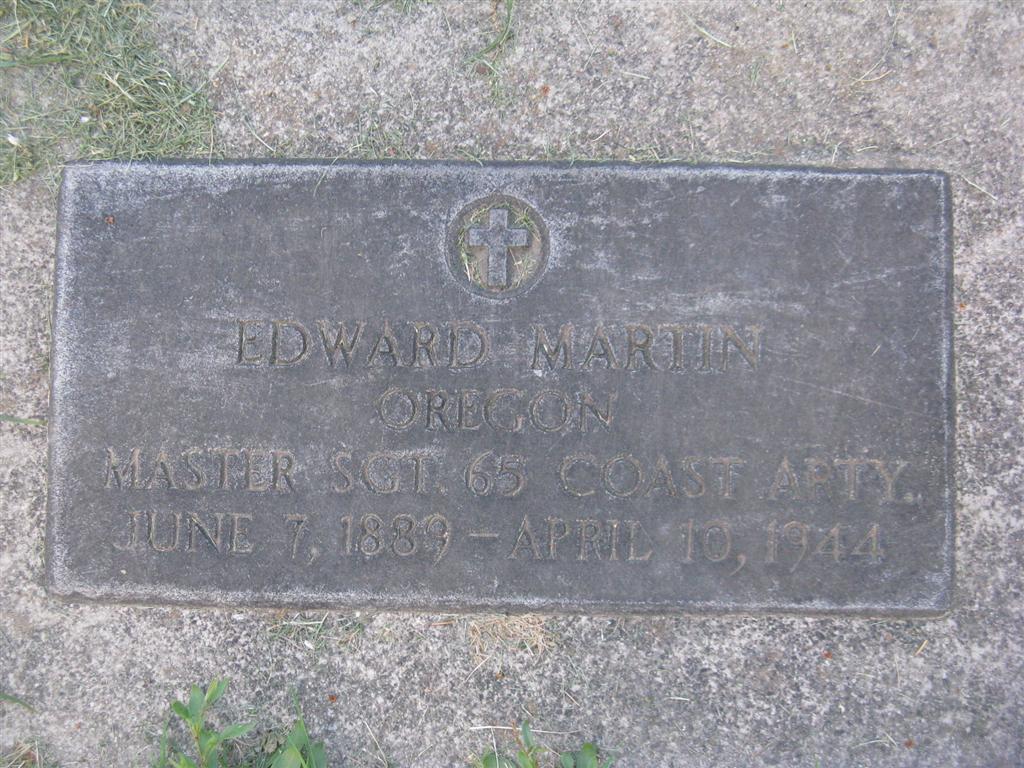 EDWARD MARTIN
OREGON
MASTER SGT. 65 COAST ARTY.
JUNE 7, 1889 – APRIL 10, 1944